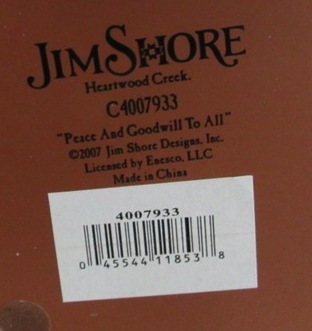 JIM SHORE
Heartwood Creek.
C4007933
"Peace And Goodwill To All"
©2007 Jim Shore Designs, Inc.
Licensed by Enesco, LLC
Made in China
4007933
0 45544 11853 8